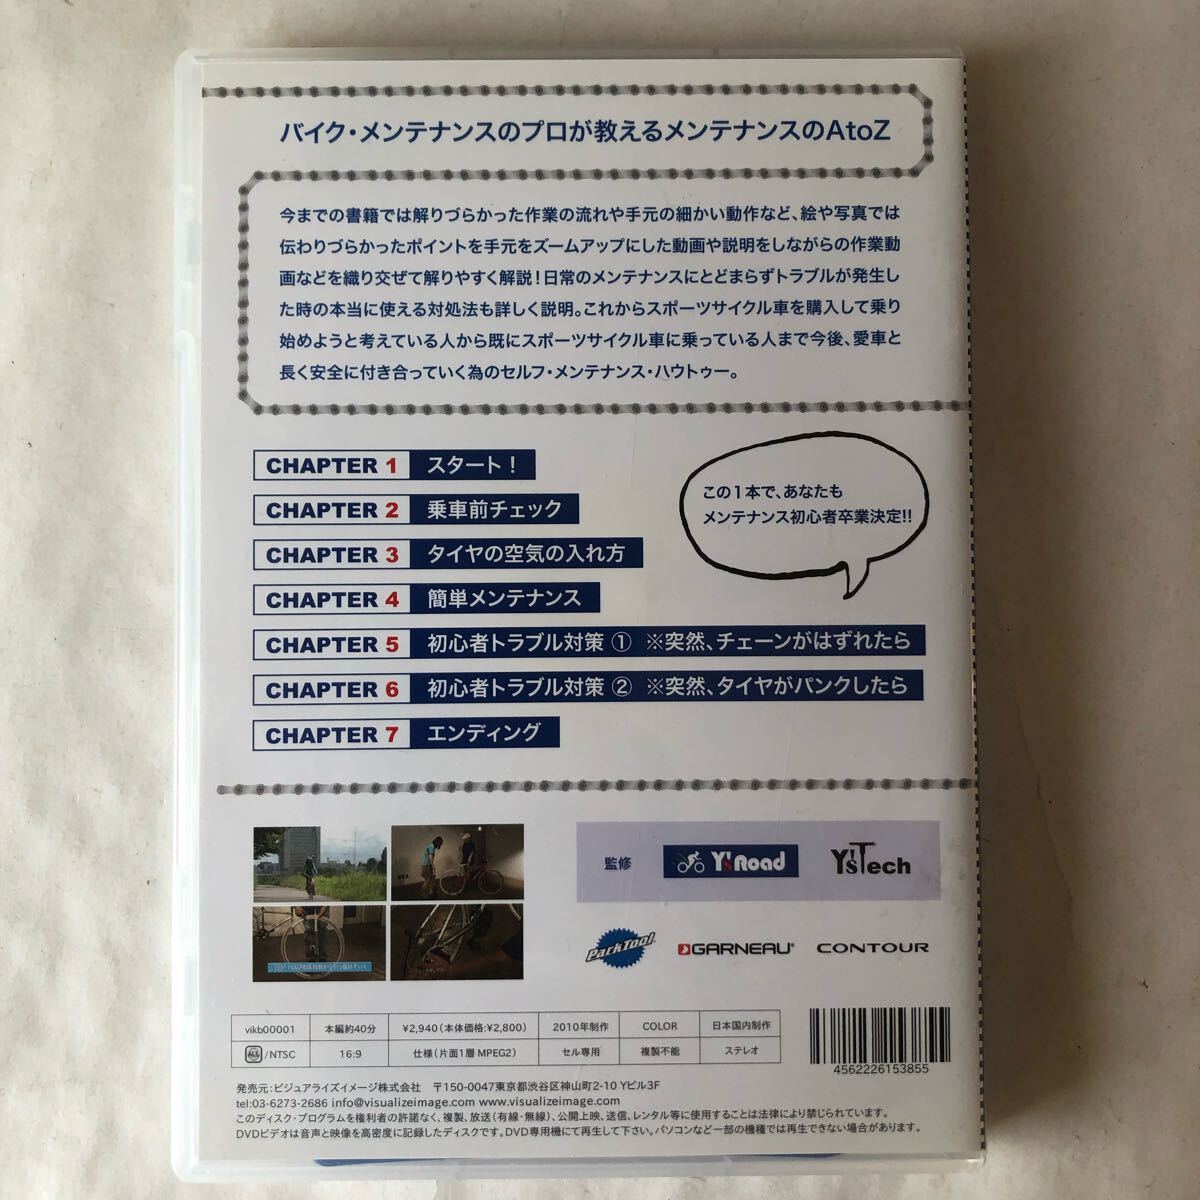 バイク・メンテナンスのプロが教えるメンテナンスのAtoZ
今までの書籍では解りづらかった作業の流れや手元の細かい動作など、絵や写真では
伝わりづらかったポイントを手元をズームアップにした動画や説明をしながらの作業動
画などを織り交ぜて解りやすく解説！日常のメンテナンスにとどまらずトラブルが発生し
た時の本当に使える対処法も詳しく説明。これからスポーツサイクル車を購入して乗り
始めようと考えている人から既にスポーツサイクル車に乗っている人まで今後、愛車と
長く安全に付き合っていく為のセルフ・メンテナンス・ハウトゥー。
CHAPTER 1 スタート！
CHAPTER 2 乗車前チェック
CHAPTER 3 タイヤの空気の入れ方
CHAPTER 4 簡単メンテナンス
CHAPTER 5 初心者トラブル対策 ① ※突然、チェーンがはずれたら
CHAPTER 6 初心者トラブル対策 ② ※突然、タイヤがパンクしたら
CHAPTER 7 エンディング
この1本で、あなたも
メンテナンス初心者卒業決定!!
監修 Y'sRoad Y'sTech
ParkTool GARNEAU® CONTOUR
vikb00001 本編約40分 ¥2,940（本体価格:¥2,800） 2010年制作 COLOR 日本国内制作
ALL /NTSC 16:9 仕様（片面1層 MPEG2） セル専用 複製不能 ステレオ
4562226153855
発売元:ビジュアライズイメージ株式会社 〒150-0047東京都渋谷区神山町2-10 Yビル3F
tel:03-6273-2686 info@visualizeimage.com www.visualizeimage.com
このディスク・プログラムを権利者の許諾なく、複製、放送（有線・無線）、公開上映、送信、レンタル等に使用することは法律により禁じられています。
DVDビデオは音声と映像を高密度に記録したディスクです。DVD専用機にて再生して下さい。パソコンなど一部の機種では再生できない場合があります。